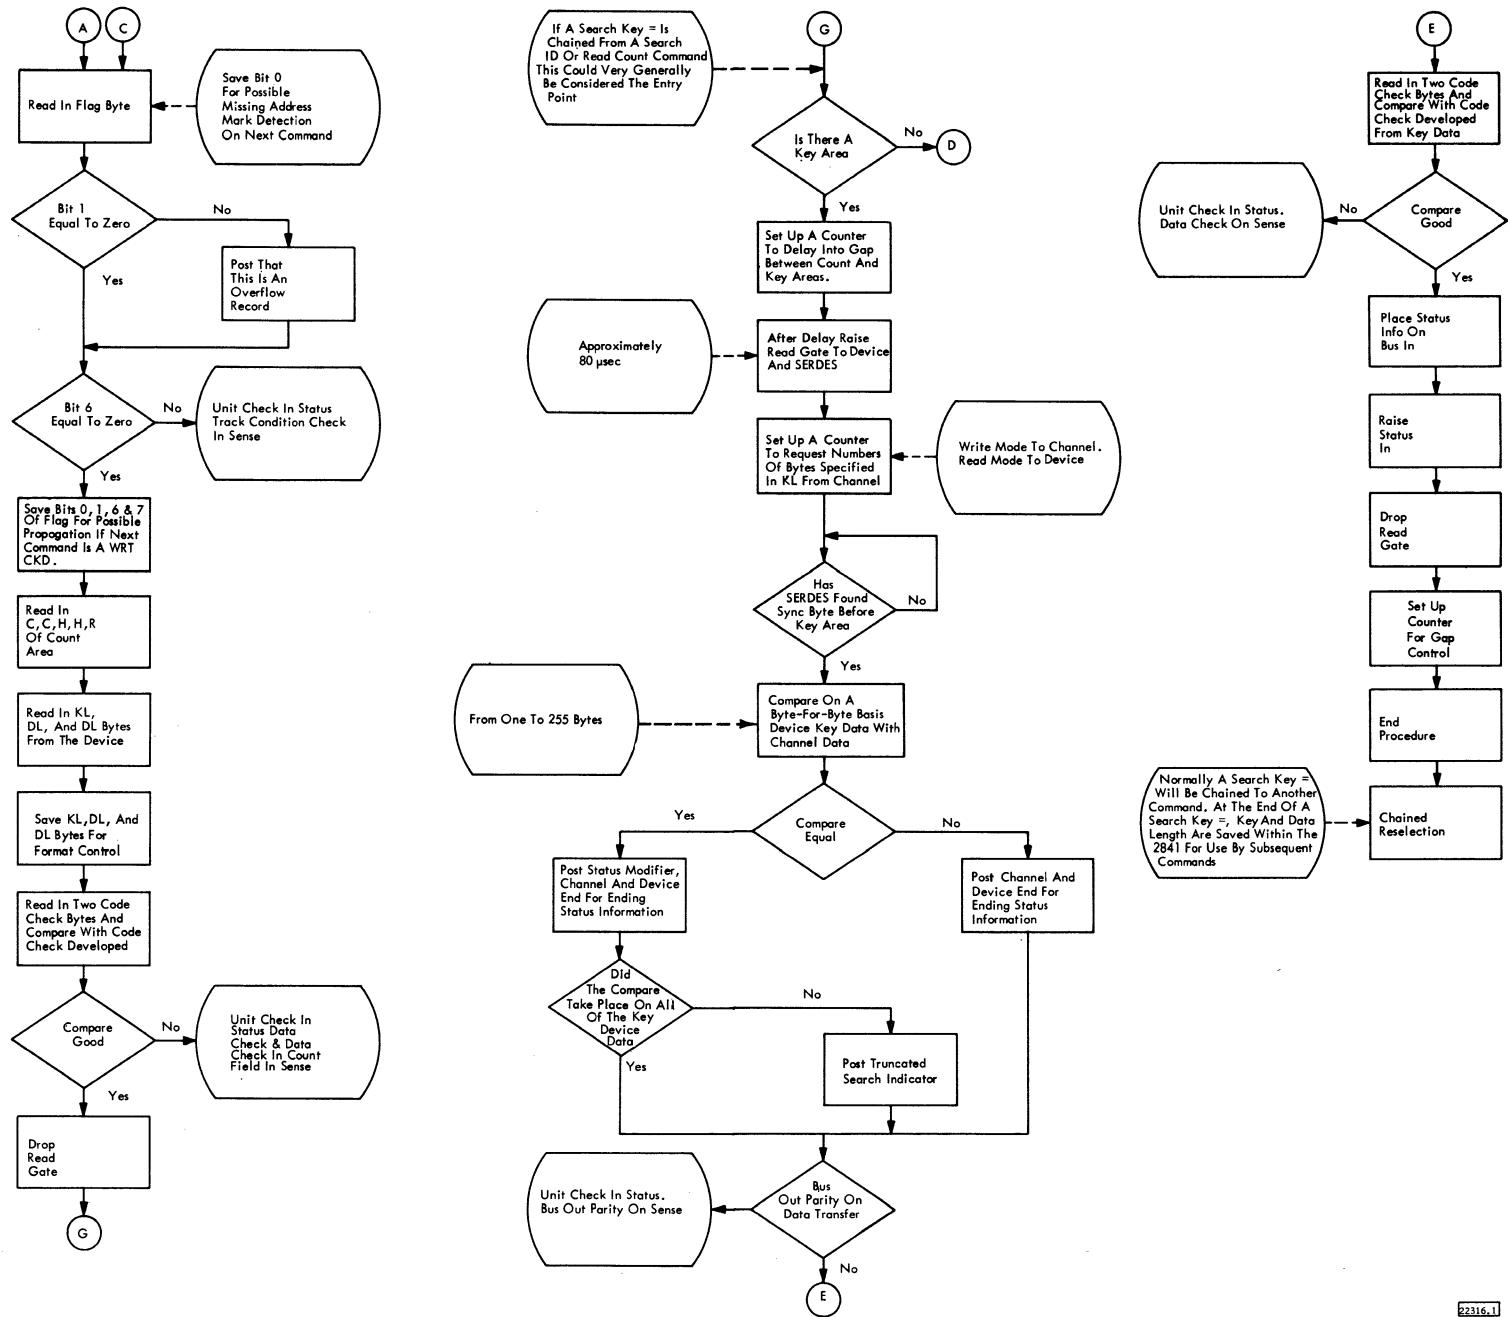 A
C
Read In Flag Byte
Save Bit 0
For Possible
Missing Address
Mark Detection
On Next Command
Bit 1
Equal To Zero
No
Yes
Post That
This Is An
Overflow
Record
Bit 6
Equal To Zero
No
Unit Check In Status
Track Condition Check
In Sense
Yes
Save Bits 0, 1, 6 & 7
Of Flag For Possible
Propogation If Next
Command Is A WRT
CKD.
Read In
C, C, H, H, R
Of Count
Area
Read In KL,
DL, And DL Bytes
From The Device
Save KL, DL, And
DL Bytes For
Format Control
Read In Two Code
Check Bytes And
Compare With Code
Check Developed
Compare
Good
No
Unit Check In
Status Data
Check & Data
Check In Count
Field In Sense
Yes
Drop
Read
Gate
G
If A Search Key = Is
Chained From A Search
ID Or Read Count Command
This Could Very Generally
Be Considered The Entry
Point
G
Is There A
Key Area
No
D
Yes
Set Up A Counter
To Delay Into Gap
Between Count And
Key Areas.
Approximately
80 μsec
After Delay Raise
Read Gate To Device
And SERDES
Set Up A Counter
To Request Numbers
Of Bytes Specified
In KL From Channel
Write Mode To Channel.
Read Mode To Device
Has
SERDES Found
Sync Byte Before
Key Area
No
Yes
From One To 255 Bytes
Compare On A
Byte-For-Byte Basis
Device Key Data With
Channel Data
Compare
Equal
Yes
No
Post Status Modifier,
Channel And Device
End For Ending
Status Information
Post Channel And
Device End For
Ending Status
Information
Did
The Compare
Take Place On All
Of The Key
Device
Data
No
Yes
Post Truncated
Search Indicator
Bus
Out Parity On
Data Transfer
Unit Check In Status.
Bus Out Parity On Sense
No
E
E
Read In Two Code
Check Bytes And
Compare With Code
Check Developed
From Key Data
Compare
Good
No
Unit Check In Status.
Data Check On Sense
Yes
Place Status
Info On
Bus In
Raise
Status
In
Drop
Read
Gate
Set Up
Counter
For Gap
Control
End
Procedure
Normally A Search Key =
Will Be Chained To Another
Command. At The End Of A
Search Key =, Key And Data
Length Are Saved Within The
2841 For Use By Subsequent
Commands
Chained
Reselection
22316.1